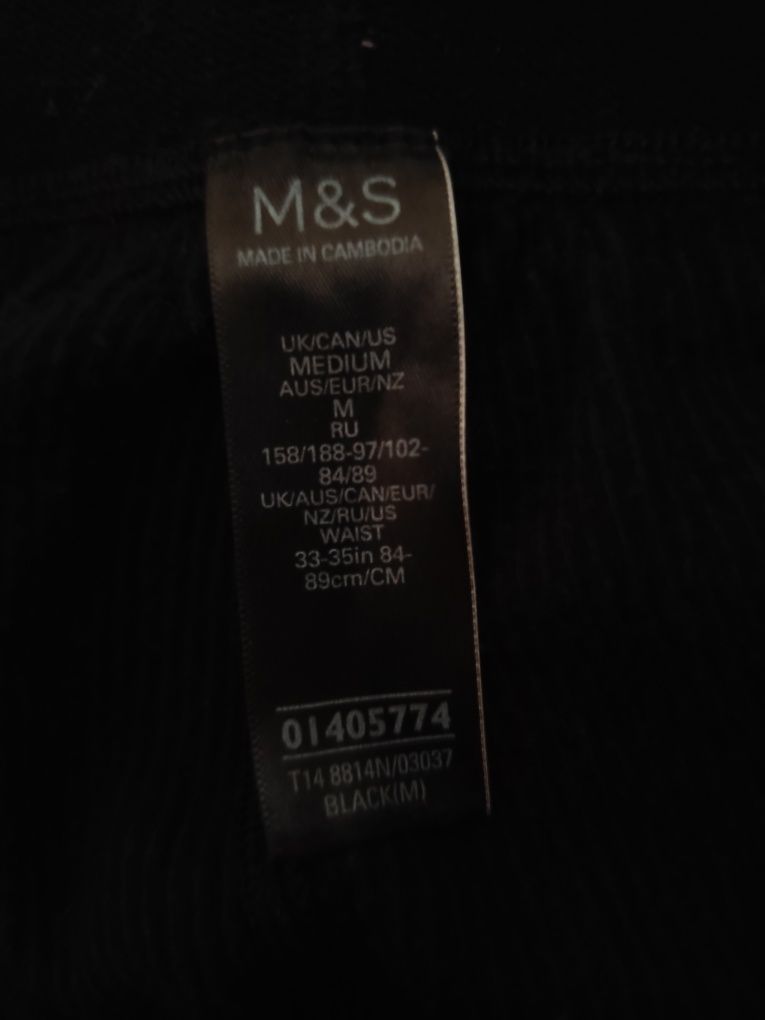 M&S
MADE IN CAMBODIA
UK/CAN/US
MEDIUM
AUS/EUR/NZ
M
RU
158/188-97/102-
84/89
UK/AUS/CAN/EUR/
NZ/RU/US
WAIST
33-35in 84-
89cm/CM
01405774
T14 8814N/03037
BLACK(M)